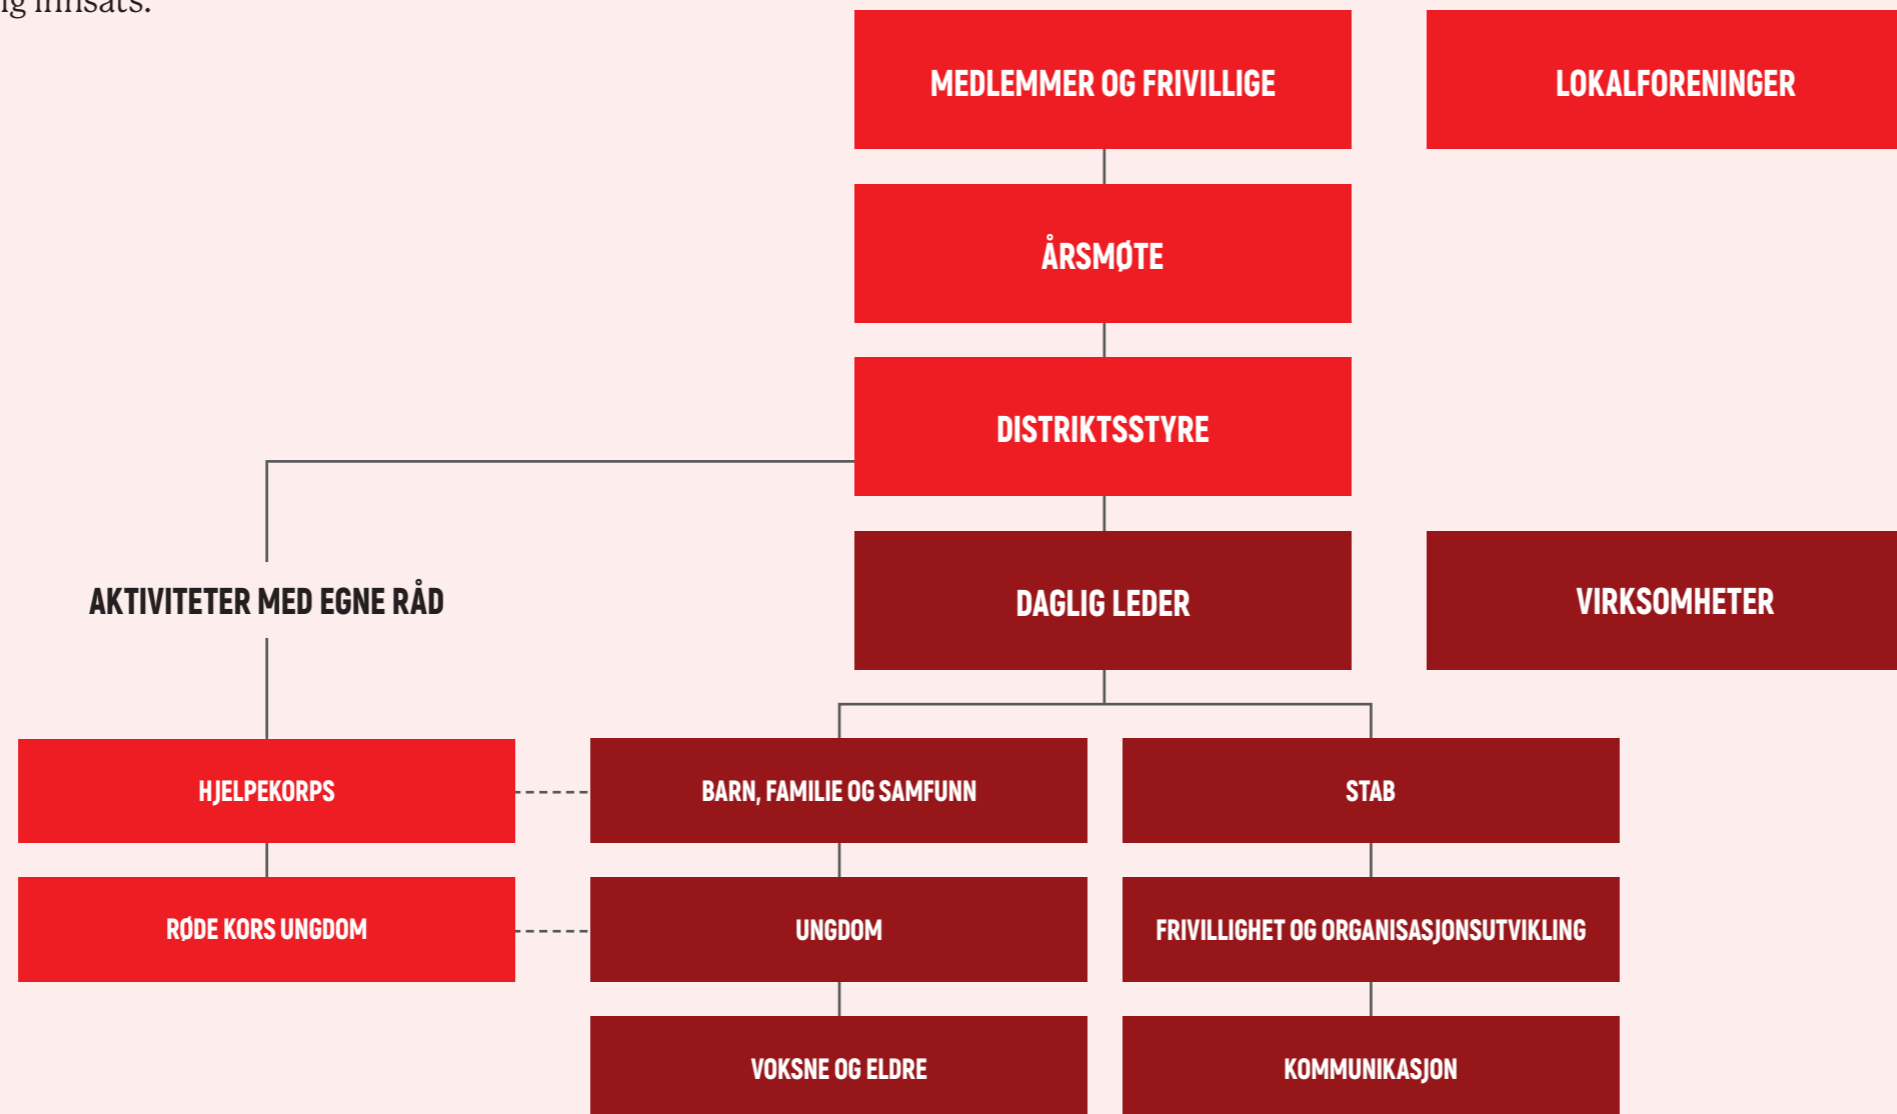 innsats.
MEDLEMMER OG FRIVILLIGE
LOKALFORENINGER
ÅRSMØTE
DISTRIKTSSTYRE
AKTIVITETER MED EGNE RÅD
DAGLIG LEDER
VIRKSOMHETER
HJELPEKORPS
BARN, FAMILIE OG SAMFUNN
STAB
RØDE KORS UNGDOM
UNGDOM
FRIVILLIGHET OG ORGANISASJONSUTVIKLING
VOKSNE OG ELDRE
KOMMUNIKASJON